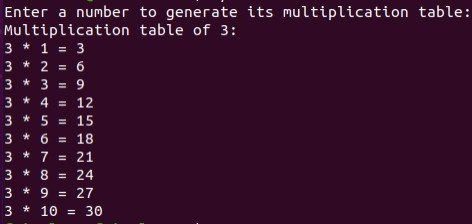 Enter a number to generate its multiplication table:
Multiplication table of 3:
3 * 1 = 3
3 * 2 = 6
3 * 3 = 9
3 * 4 = 12
3 * 5 = 15
3 * 6 = 18
3 * 7 = 21
3 * 8 = 24
3 * 9 = 27
3 * 10 = 30